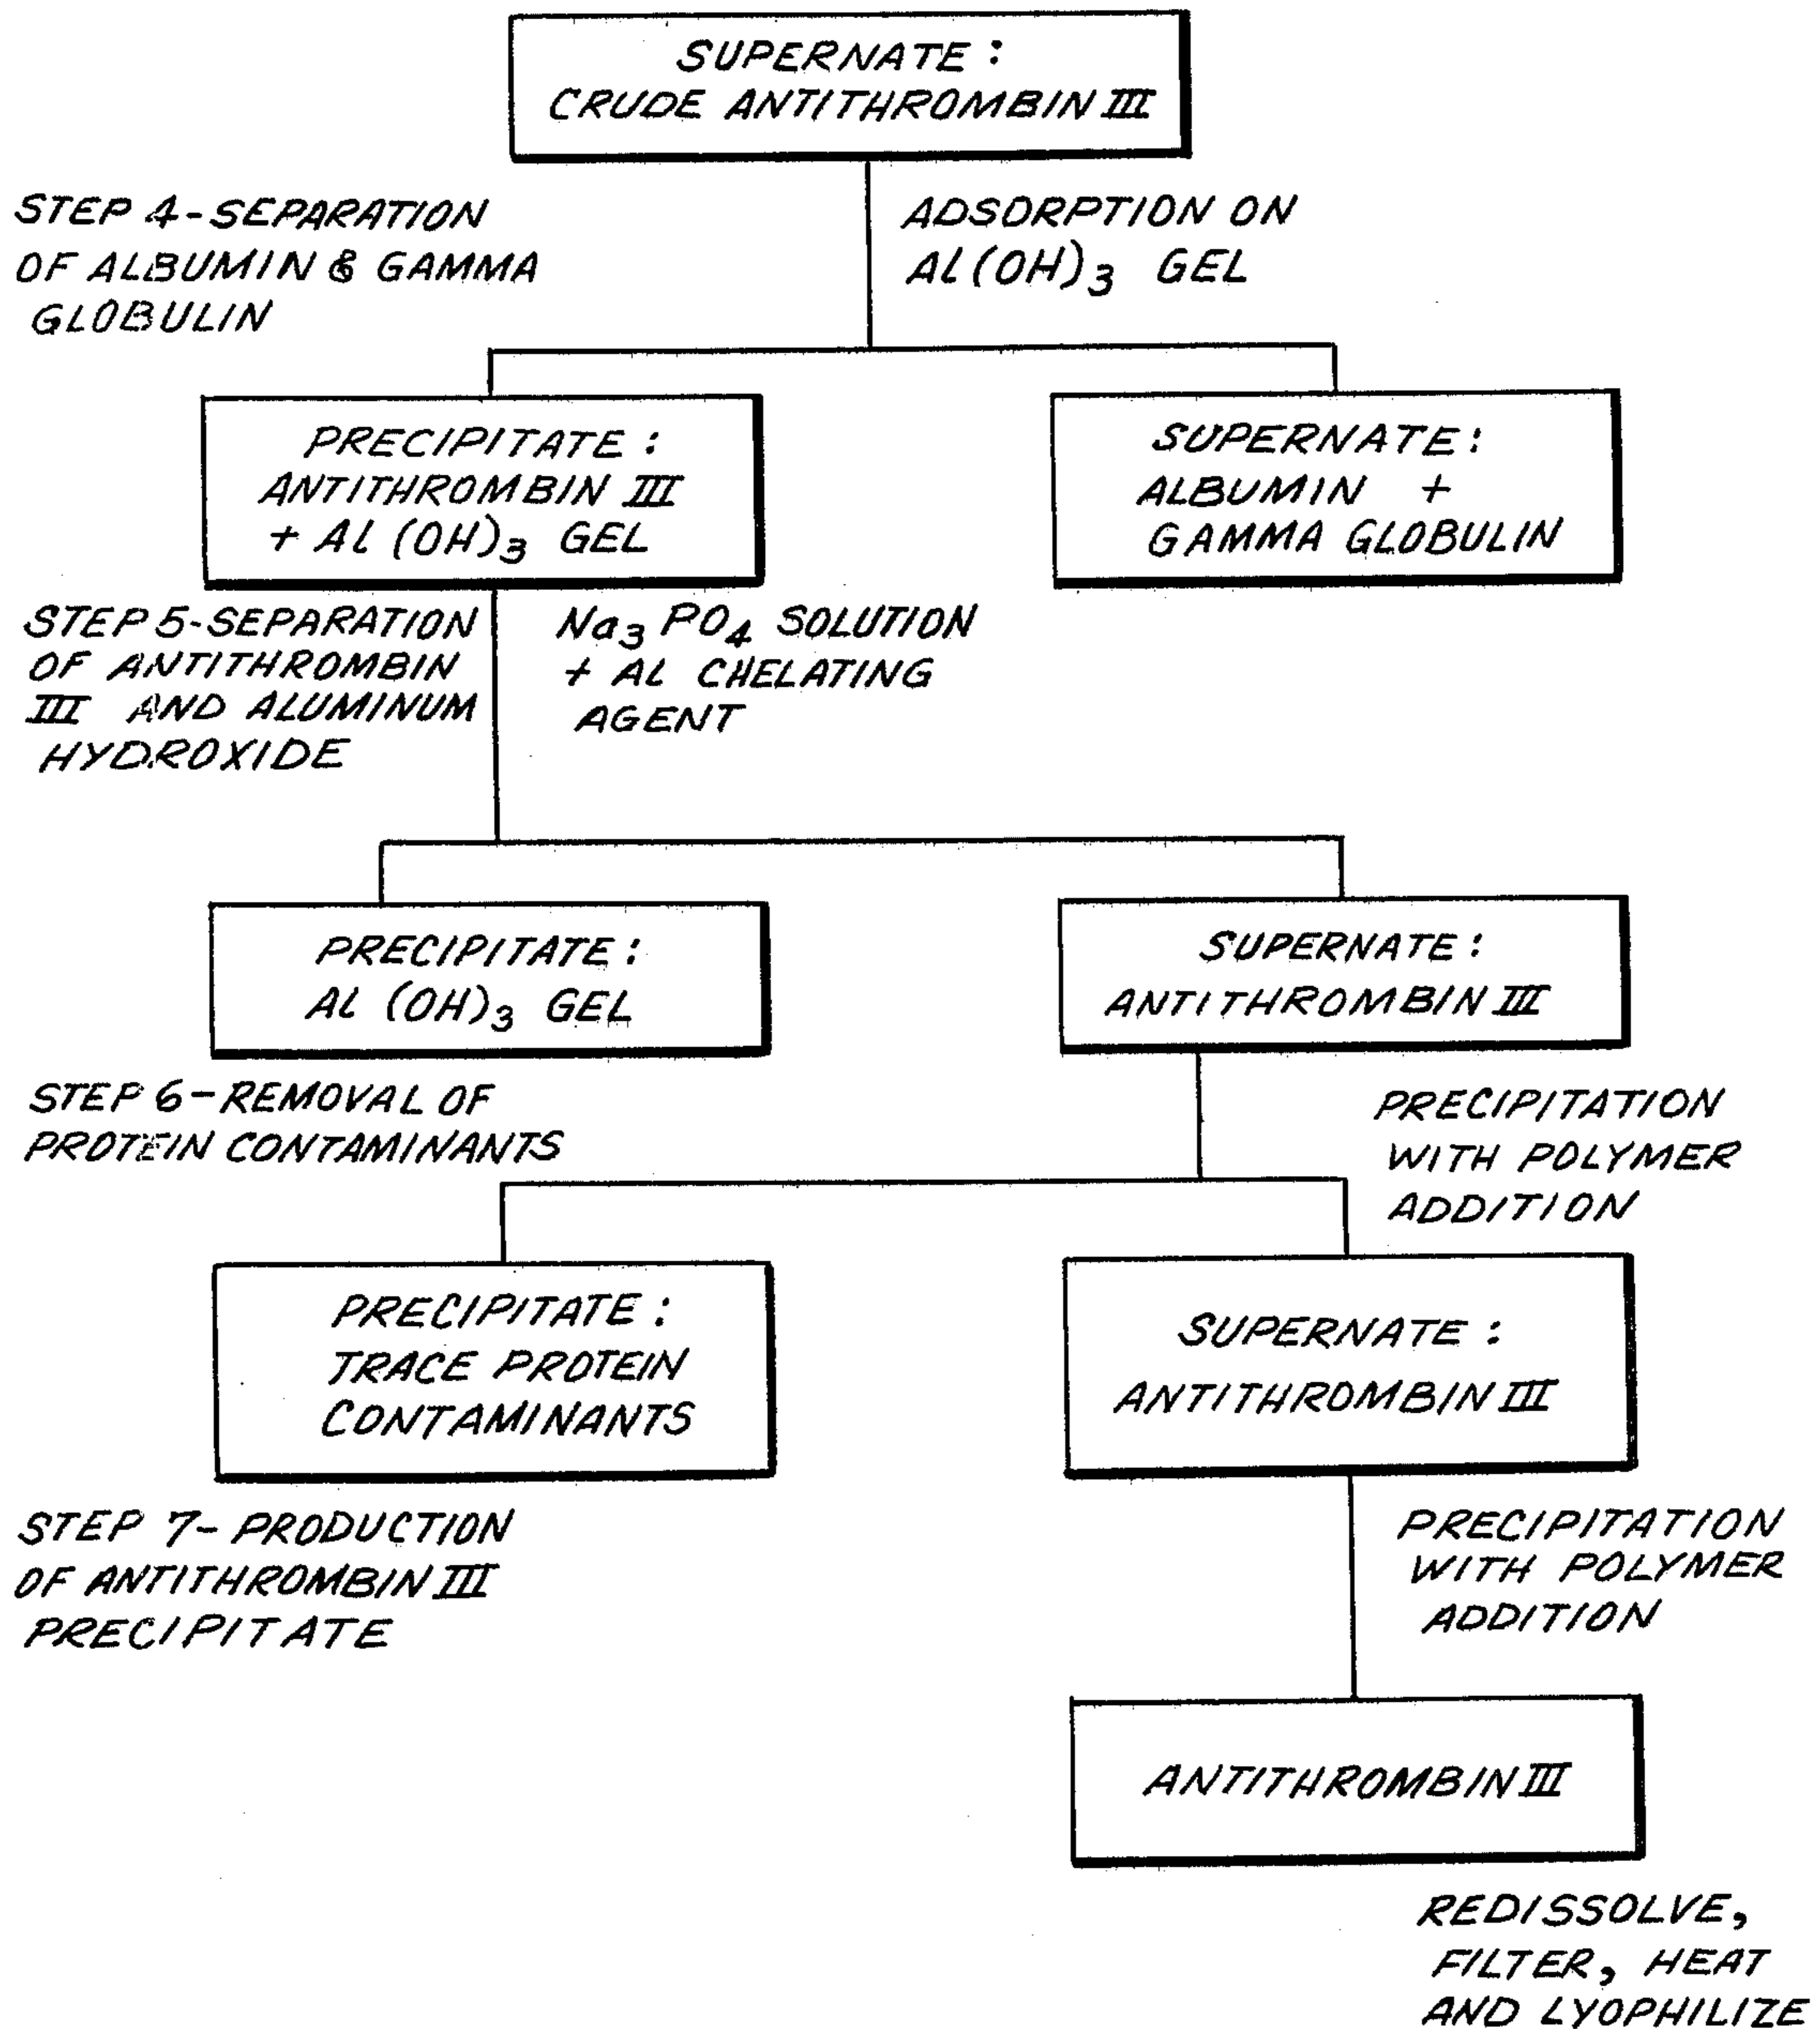 SUPERNATE:
CRUDE ANTITHROMBIN III
STEP 4-SEPARATION
OF ALBUMIN & GAMMA
GLOBULIN
ADSORPTION ON
Al(OH)3 GEL
PRECIPITATE:
ANTITHROMBIN III
+ Al (OH)3 GEL
SUPERNATE:
ALBUMIN +
GAMMA GLOBULIN
STEP 5-SEPARATION
OF ANTITHROMBIN
III AND ALUMINUM
HYDROXIDE
Na3 PO4 SOLUTION
+ Al CHELATING
AGENT
PRECIPITATE:
Al (OH)3 GEL
SUPERNATE:
ANTITHROMBIN III
STEP 6-REMOVAL OF
PROTEIN CONTAMINANTS
PRECIPITATION
WITH POLYMER
ADDITION
PRECIPITATE:
TRACE PROTEIN
CONTAMINANTS
SUPERNATE:
ANTITHROMBIN III
STEP 7- PRODUCTION
OF ANTITHROMBIN III
PRECIPITATE
PRECIPITATION
WITH POLYMER
ADDITION
ANTITHROMBIN III
REDISSOLVE,
FILTER, HEAT
AND LYOPHILIZE